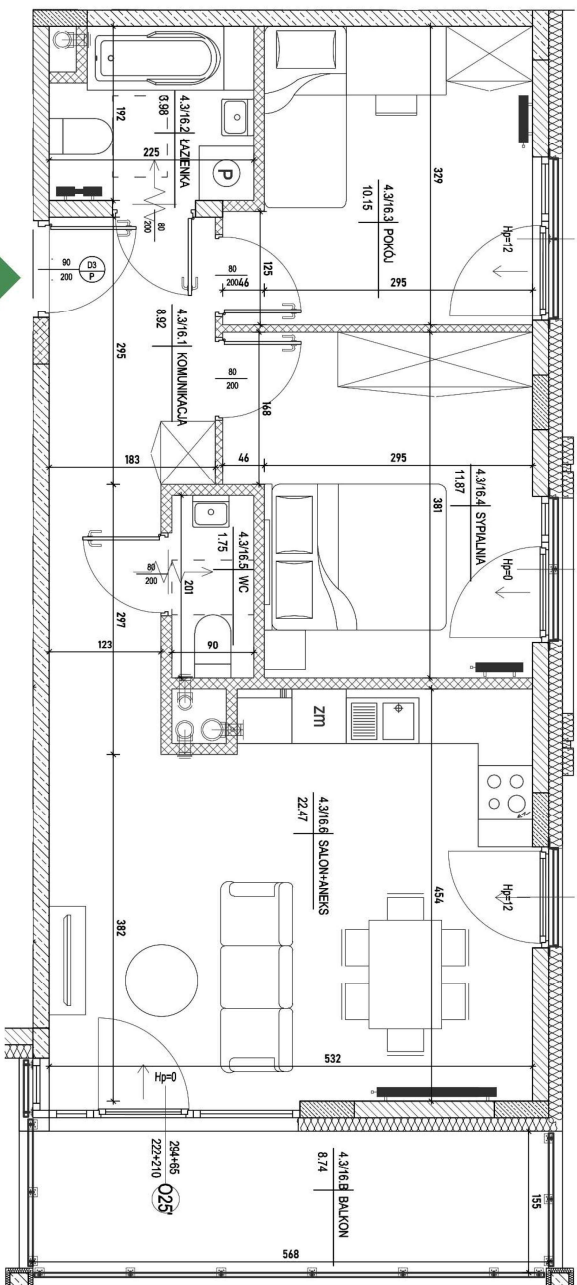 192
4.3/16.2 ŁAZIENKA
3.98
225
P
80
200
329
4.3/16.3 POKÓJ
10.15
Hp=12
295
125
80
200
46
90
200
D3
P
295
4.3/16.1 KOMUNIKACJA
8.92
80
200
168
183
46
295
4.3/16.4 SYPIALNIA
11.87
381
Hp=0
4.3/16.5 WC
1.75
80
200
201
297
123
90
zm
4.3/16.6 SALON+ANEKS
22.47
454
Hp=12
382
532
Hp=0
294+65
222+210
O25'
4.3/16.B BALKON
8.74
155
568